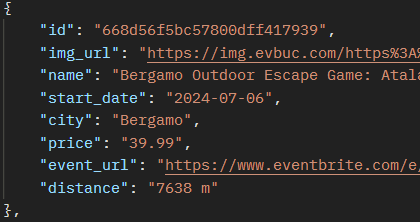 {
"id": "668d56f5bc57800dff417939",
"img_url": "https://img.evbuc.com/https%3A%
"name": "Bergamo Outdoor Escape Game: Atala
"start_date": "2024-07-06",
"city": "Bergamo",
"price": "39.99",
"event_url": "https://www.eventbrite.com/e/
"distance": "7638 m"
},